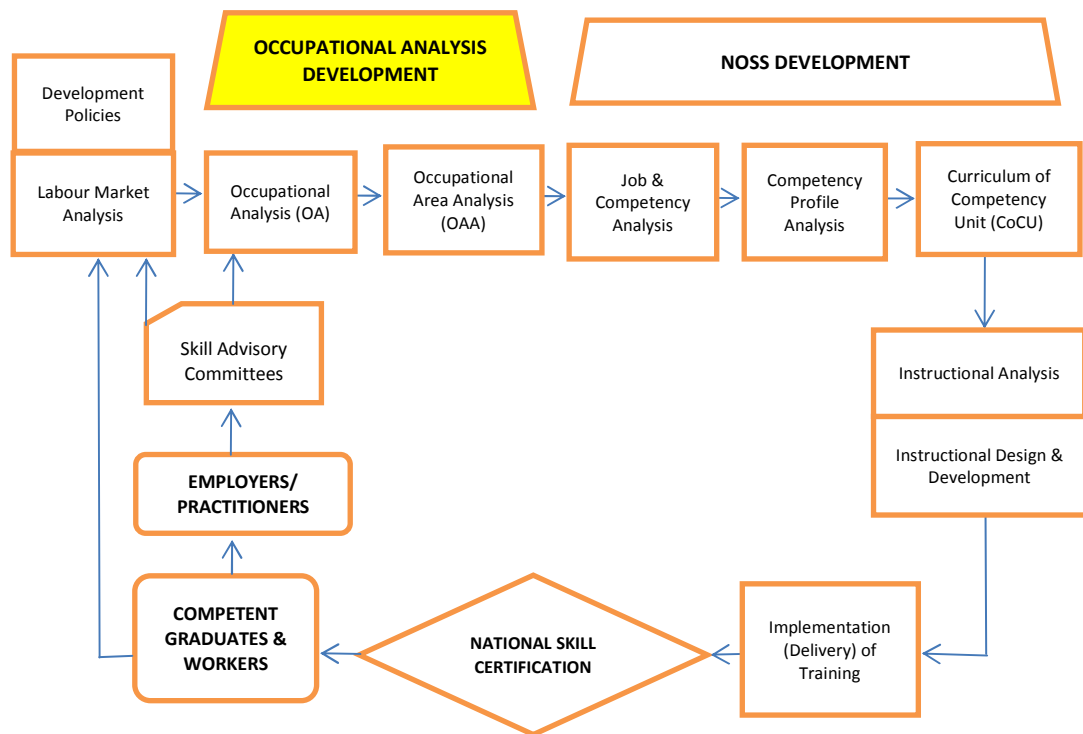 OCCUPATIONAL ANALYSIS
DEVELOPMENT
NOSS DEVELOPMENT
Development
Policies
Labour Market
Analysis
Occupational
Analysis (OA)
Occupational
Area Analysis
(OAA)
Job &
Competency
Analysis
Competency
Profile
Analysis
Curriculum of
Competency
Unit (CoCU)
Skill Advisory
Committees
Instructional Analysis
Instructional Design &
Development
EMPLOYERS/
PRACTITIONERS
COMPETENT
GRADUATES &
WORKERS
NATIONAL SKILL
CERTIFICATION
Implementation
(Delivery) of
Training